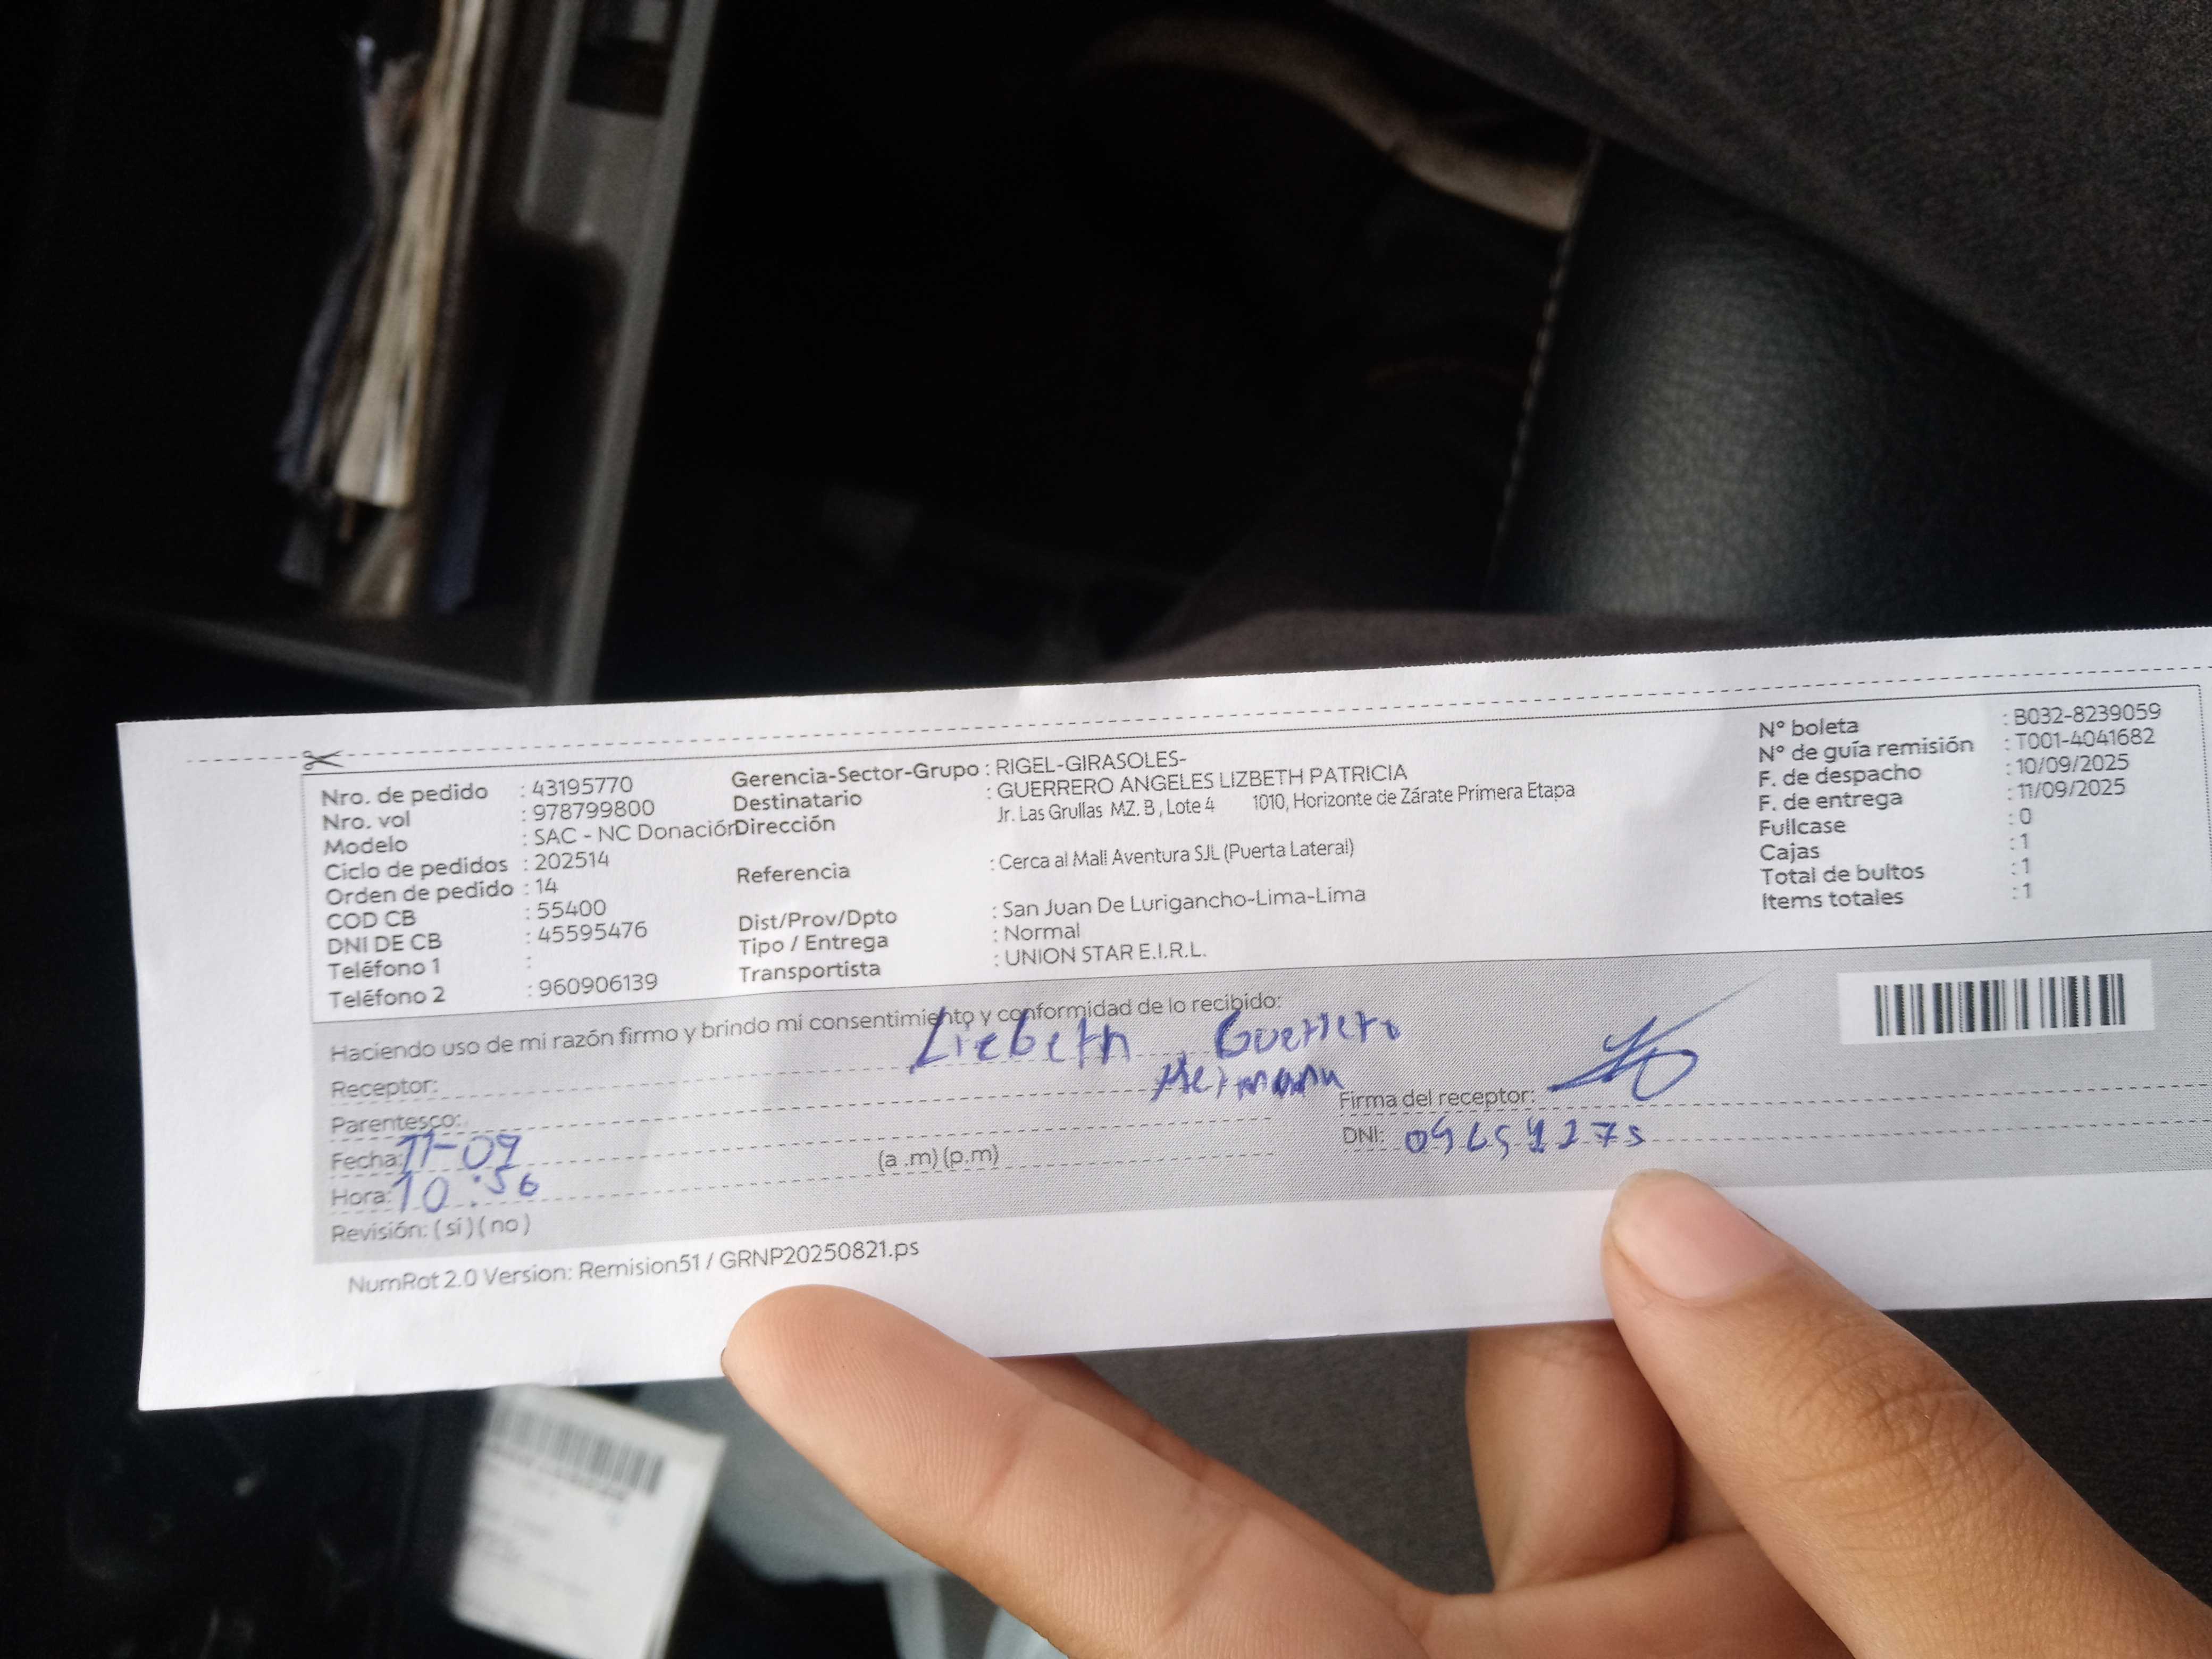 Nro. de pedido : 43195770
Nro. vol : 978799800
Modelo : SAC - NC Donación
Ciclo de pedidos : 202514
Orden de pedido : 14
COD CB : 55400
DNI DE CB : 45595476
Teléfono 1 :
Teléfono 2 : 960906139
Gerencia-Sector-Grupo : RIGEL-GIRASOLES-
Destinatario : GUERRERO ANGELES LIZBETH PATRICIA
Dirección Jr. Las Grullas MZ. B , Lote 4 1010, Horizonte de Zárate Primera Etapa
Referencia : Cerca al Mall Aventura SJL (Puerta Lateral)
Dist/Prov/Dpto : San Juan De Lurigancho-Lima-Lima
Tipo / Entrega : Normal
Transportista : UNION STAR E.I.R.L.
N° boleta : B032-8239059
N° de guía remisión : T001-4041682
F. de despacho : 10/09/2025
F. de entrega : 11/09/2025
Fullcase : 0
Cajas : 1
Total de bultos : 1
Items totales : 1
Haciendo uso de mi razón firmo y brindo mi consentimiento y conformidad de lo recibido:
Receptor: Lizbeth Guerrero
Parentesco: Hermana
Fecha: 11-09
Hora: 10:56 (a .m) (p.m)
Revisión: ( si ) ( no )
Firma del receptor:
DNI:
NumRot 2.0 Version: Remision51 / GRNP20250821.ps